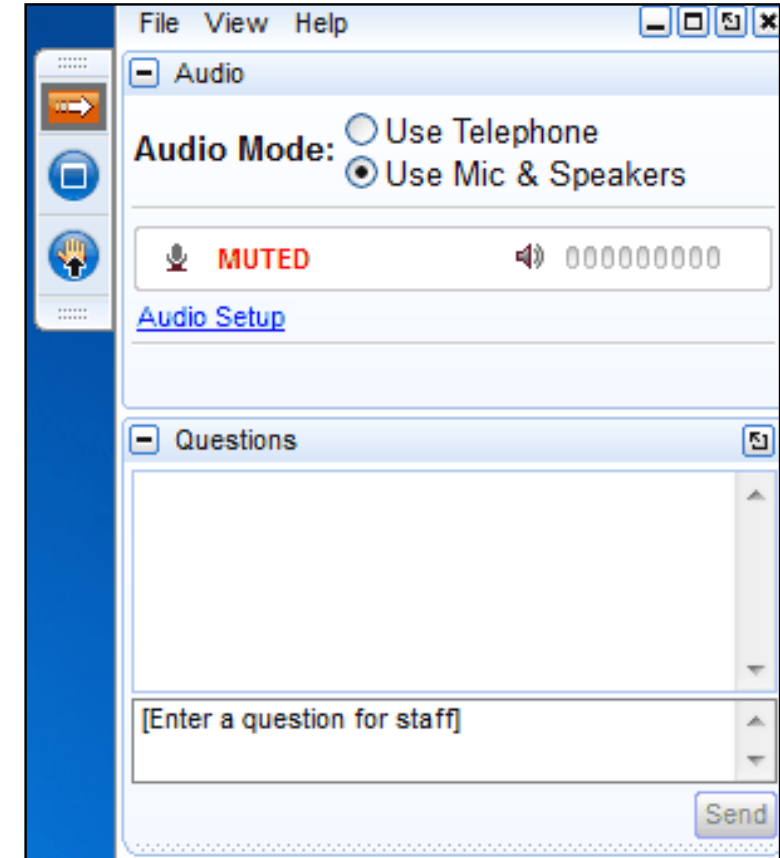 File View Help
Audio
Audio Mode:
Use Telephone
Use Mic & Speakers
MUTED
000000000
Audio Setup
Questions
[Enter a question for staff]
Send